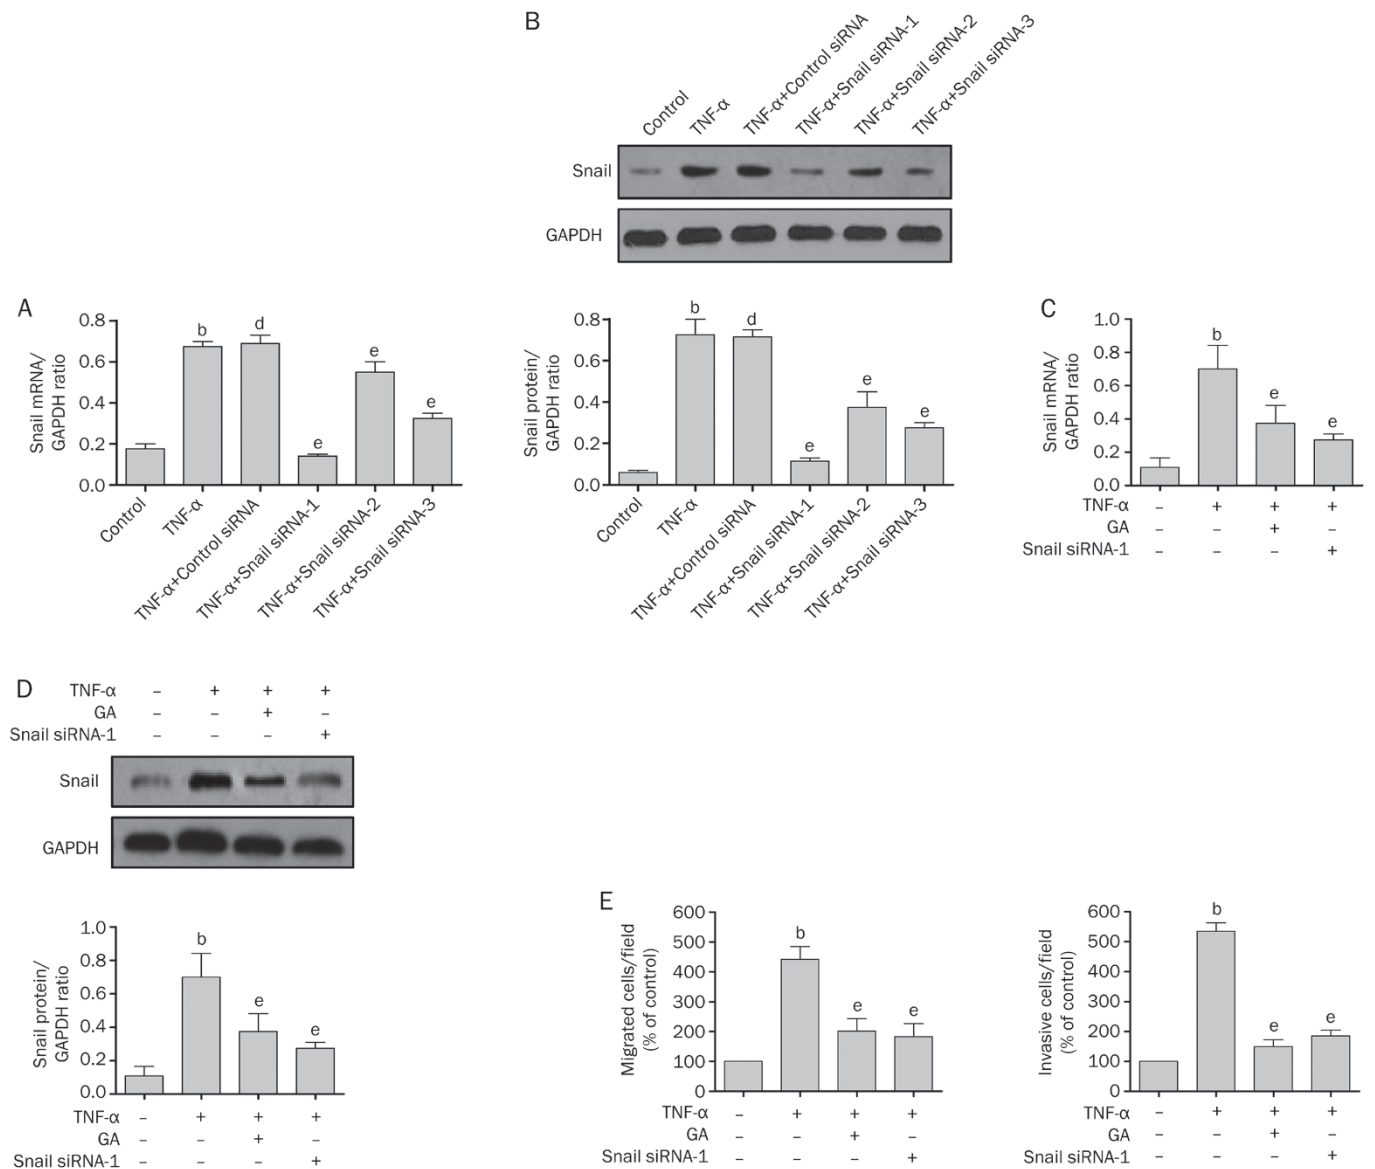 B
Control
TNF-α
TNF-α+Control siRNA
TNF-α+Snail siRNA-1
TNF-α+Snail siRNA-2
TNF-α+Snail siRNA-3
Snail
GAPDH
A
Snail mRNA/
GAPDH ratio
0.8
0.6
0.4
0.2
0.0
b
d
e
e
e
Control
TNF-α
TNF-α+Control siRNA
TNF-α+Snail siRNA-1
TNF-α+Snail siRNA-2
TNF-α+Snail siRNA-3
Snail protein/
GAPDH ratio
0.8
0.6
0.4
0.2
0.0
b
d
e
e
e
Control
TNF-α
TNF-α+Control siRNA
TNF-α+Snail siRNA-1
TNF-α+Snail siRNA-2
TNF-α+Snail siRNA-3
C
Snail mRNA/
GAPDH ratio
1.0
0.8
0.6
0.4
0.2
0.0
b
e
e
TNF-α – + + +
GA – – + –
Snail siRNA-1 – – – +
D
TNF-α – + + +
GA – – + –
Snail siRNA-1 – – – +
Snail
GAPDH
Snail protein/
GAPDH ratio
1.0
0.8
0.6
0.4
0.2
0.0
b
e
e
TNF-α – + + +
GA – – + –
Snail siRNA-1 – – – +
E
Migrated cells/field
(% of control)
600
500
400
300
200
100
0
b
e
e
TNF-α – + + +
GA – – + –
Snail siRNA-1 – – – +
Invasive cells/field
(% of control)
600
500
400
300
200
100
0
b
e
e
TNF-α – + + +
GA – – + –
Snail siRNA-1 – – – +